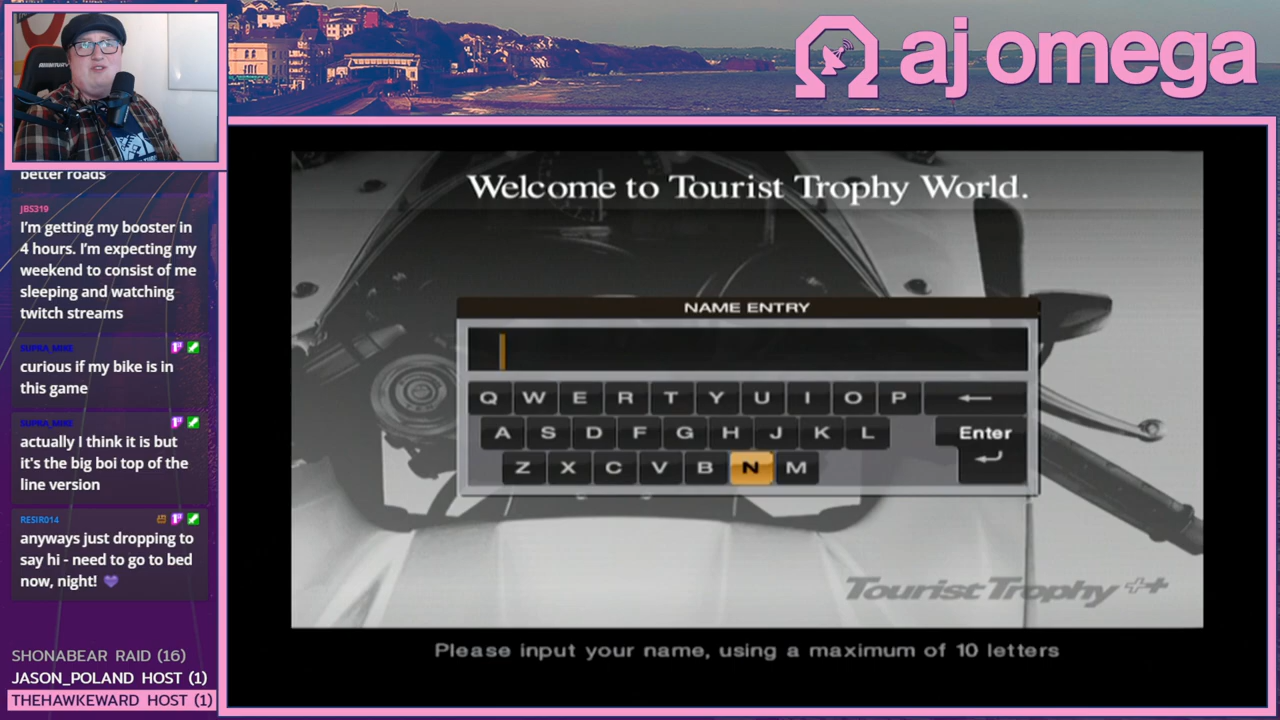 aj omega
better roads
JBS319
I'm getting my booster in
4 hours. I'm expecting my
weekend to consist of me
sleeping and watching
twitch streams
SUPRA_MIKE
curious if my bike is in
this game
SUPRA_MIKE
actually I think it is but
it's the big boi top of the
line version
RESIR014
anyways just dropping to
say hi - need to go to bed
now, night!
SHONABEAR RAID (16)
JASON_POLAND HOST (1)
THEHAWKEWARD HOST (1)
Welcome to Tourist Trophy World.
NAME ENTRY
Q W E R T Y U I O P ←
A S D F G H J K L Enter
Z X C V B N M
Tourist Trophy ++
Please input your name, using a maximum of 10 letters